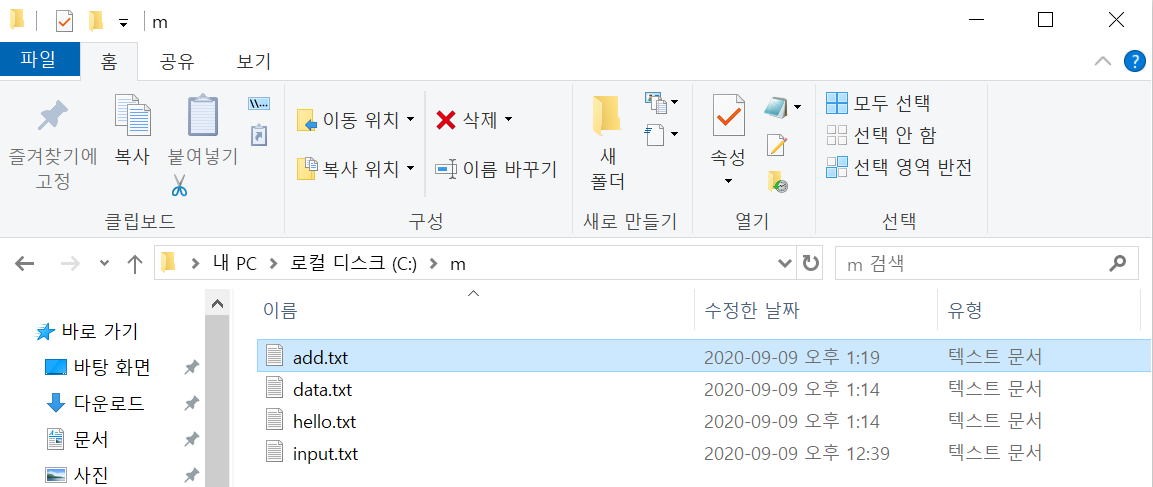 m
파일 홈 공유 보기
?
즐겨찾기에 고정
복사
붙여넣기
이동 위치
복사 위치
삭제
이름 바꾸기
새 폴더
속성
모두 선택
선택 안 함
선택 영역 반전
클립보드 구성 새로 만들기 열기 선택
내 PC 로컬 디스크 (C:) m
m 검색
바로 가기
바탕 화면
다운로드
문서
사진
이름 수정한 날짜 유형
add.txt 2020-09-09 오후 1:19 텍스트 문서
data.txt 2020-09-09 오후 1:14 텍스트 문서
hello.txt 2020-09-09 오후 1:14 텍스트 문서
input.txt 2020-09-09 오후 12:39 텍스트 문서